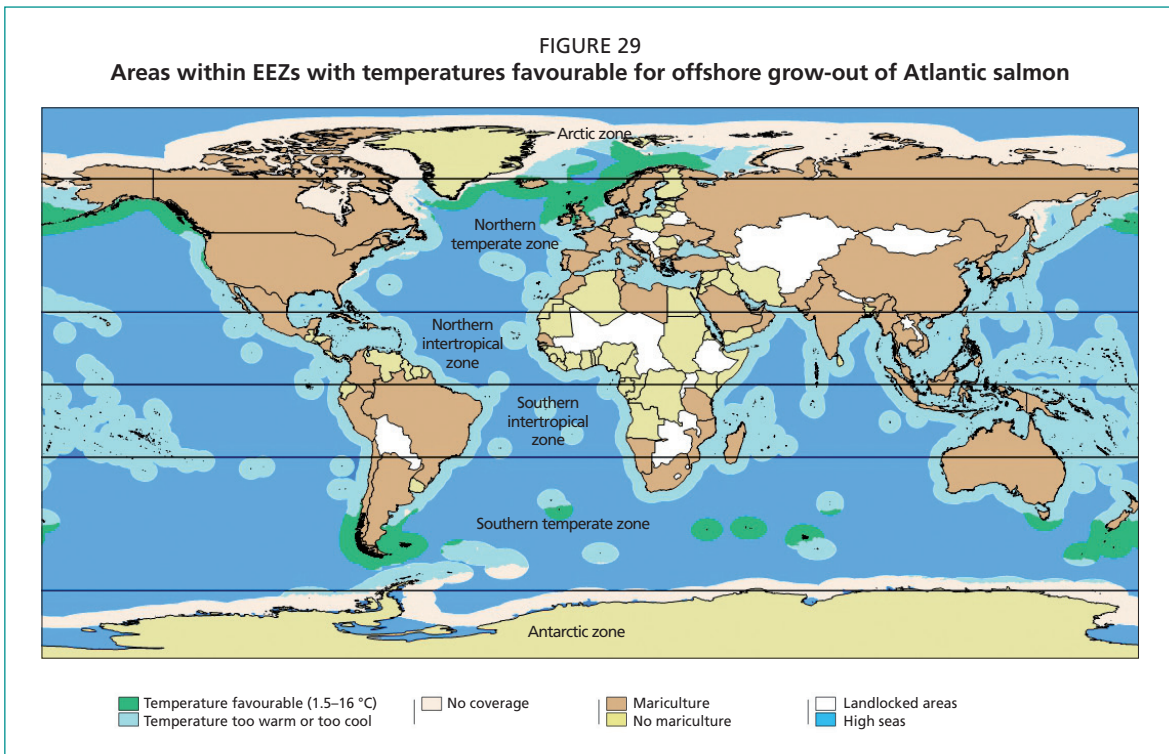 FIGURE 29
Areas within EEZs with temperatures favourable for offshore grow-out of Atlantic salmon
Arctic zone
Northern
temperate zone
Northern
intertropical
zone
Southern
intertropical
zone
Southern temperate zone
Antarctic zone
Temperature favourable (1.5–16 °C)
Temperature too warm or too cool
No coverage
Mariculture
No mariculture
Landlocked areas
High seas